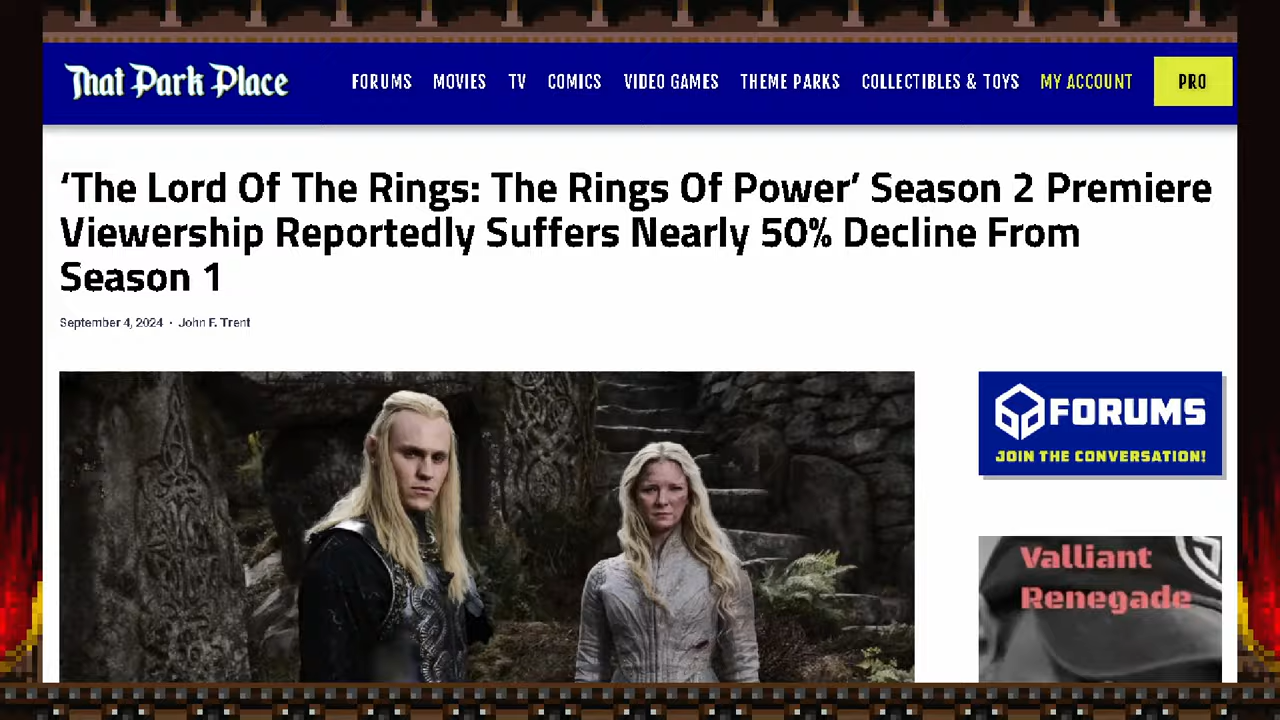 That Park Place
FORUMS MOVIES TV COMICS VIDEO GAMES THEME PARKS COLLECTIBLES & TOYS MY ACCOUNT PRO
‘The Lord Of The Rings: The Rings Of Power’ Season 2 Premiere
Viewership Reportedly Suffers Nearly 50% Decline From
Season 1
September 4, 2024 · John F. Trent
FORUMS
JOIN THE CONVERSATION!
Valliant
Renegade